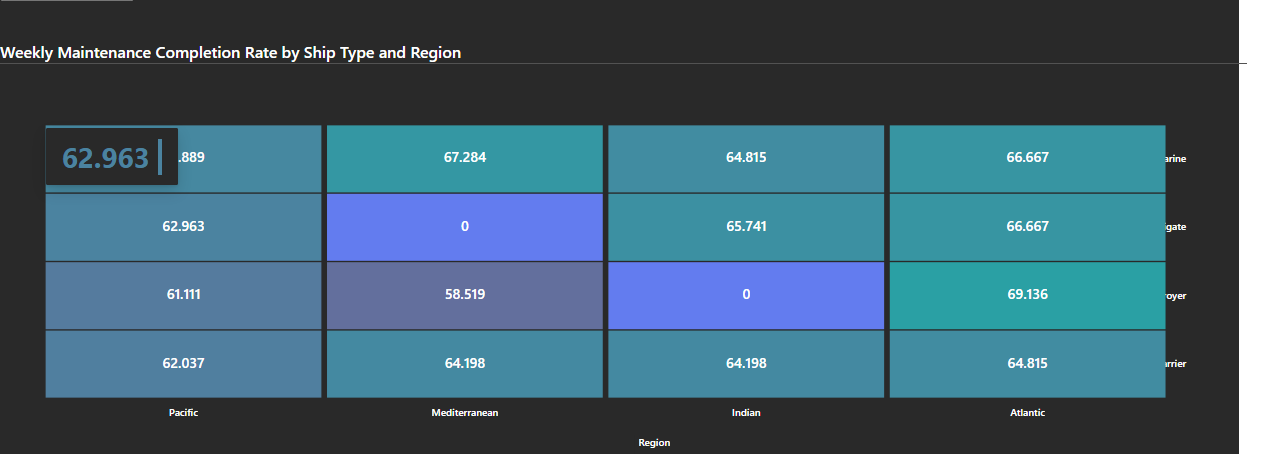 Weekly Maintenance Completion Rate by Ship Type and Region
62.963 .889 67.284 64.815 66.667 arine
62.963 0 65.741 66.667 gate
61.111 58.519 0 69.136 oyer
62.037 64.198 64.198 64.815 rrier
Pacific Mediterranean Indian Atlantic
Region